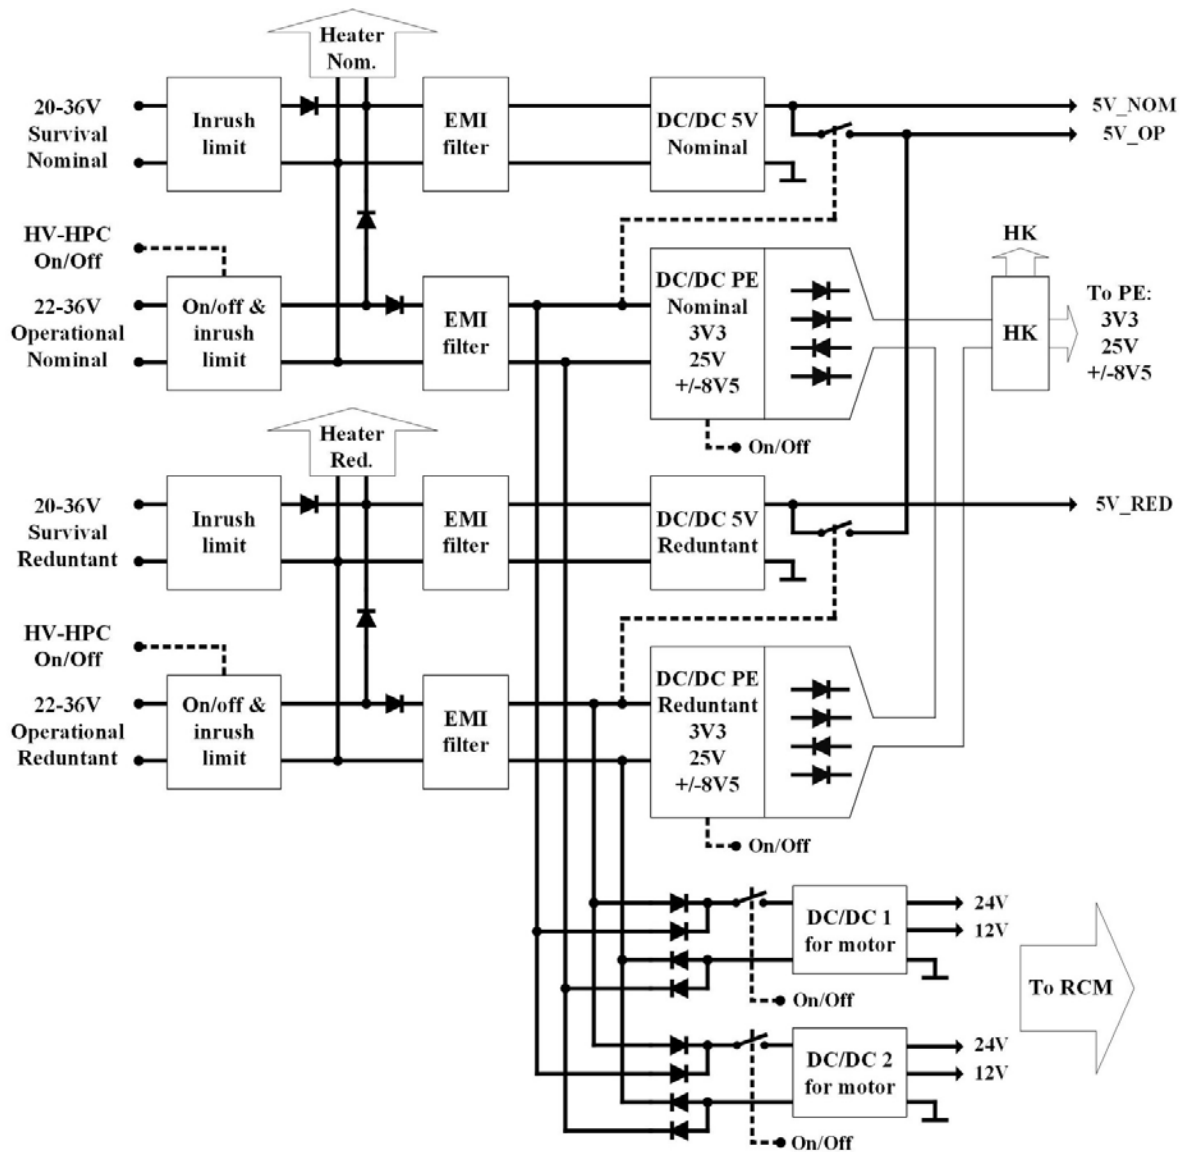 Heater
Nom.
20-36V
Survival
Nominal
Inrush
limit
EMI
filter
DC/DC 5V
Nominal
5V_NOM
5V_OP
HV-HPC
On/Off
22-36V
Operational
Nominal
On/off &
inrush
limit
EMI
filter
DC/DC PE
Nominal
3V3
25V
+/-8V5
On/Off
HK
HK
To PE:
3V3
25V
+/-8V5
Heater
Red.
20-36V
Survival
Reduntant
Inrush
limit
EMI
filter
DC/DC 5V
Reduntant
5V_RED
HV-HPC
On/Off
22-36V
Operational
Reduntant
On/off &
inrush
limit
EMI
filter
DC/DC PE
Reduntant
3V3
25V
+/-8V5
On/Off
DC/DC 1
for motor
24V
12V
On/Off
To RCM
DC/DC 2
for motor
24V
12V
On/Off